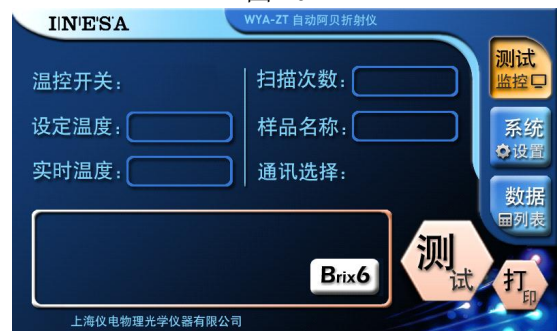 INESA
WYA-ZT 自动阿贝折射仪
温控开关：
扫描次数：
设定温度：
样品名称：
实时温度：
通讯选择：
测试
监控
系统
设置
数据
列表
Brix6
测试
打印
上海仪电物理光学仪器有限公司